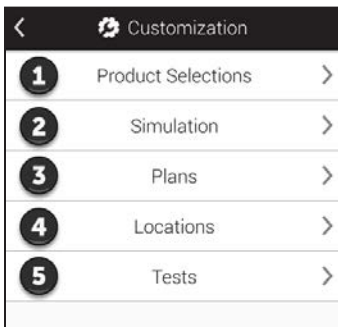 Customization
1 Product Selections
2 Simulation
3 Plans
4 Locations
5 Tests